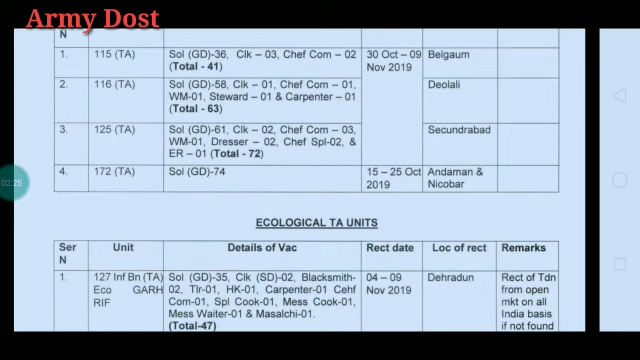 Army Dost
N
1. 115 (TA) Sol (GD)-36, Clk – 03, Chef Com – 02 30 Oct – 09 Belgaum
(Total - 41) Nov 2019
2. 116 (TA) Sol (GD)-58, Clk – 01, Chef Com – 01, Deolali
WM-01, Steward – 01 & Carpenter – 01
(Total - 63)
3. 125 (TA) Sol (GD)-61, Clk – 02, Chef Com – 03, Secundrabad
WM-01, Dresser – 02, Chef Spl-02, &
ER – 01 (Total - 72)
4. 172 (TA) Sol (GD)-74 15 – 25 Oct Andaman &
2019 Nicobar
02:25
ECOLOGICAL TA UNITS
Ser Unit Details of Vac Rect date Loc of rect Remarks
N
1. 127 Inf Bn (TA) Sol (GD)-35, Clk (SD)-02, Blacksmith- 04 – 09 Dehradun Rect of Tdn
Eco GARH 02, Tlr-01, HK-01, Carpenter-01 Cehf Nov 2019 from open
RIF Com-01, Spl Cook-01, Mess Cook-01, mkt on all
Mess Waiter-01 & Masalchi-01. India basis
(Total-47) if not found